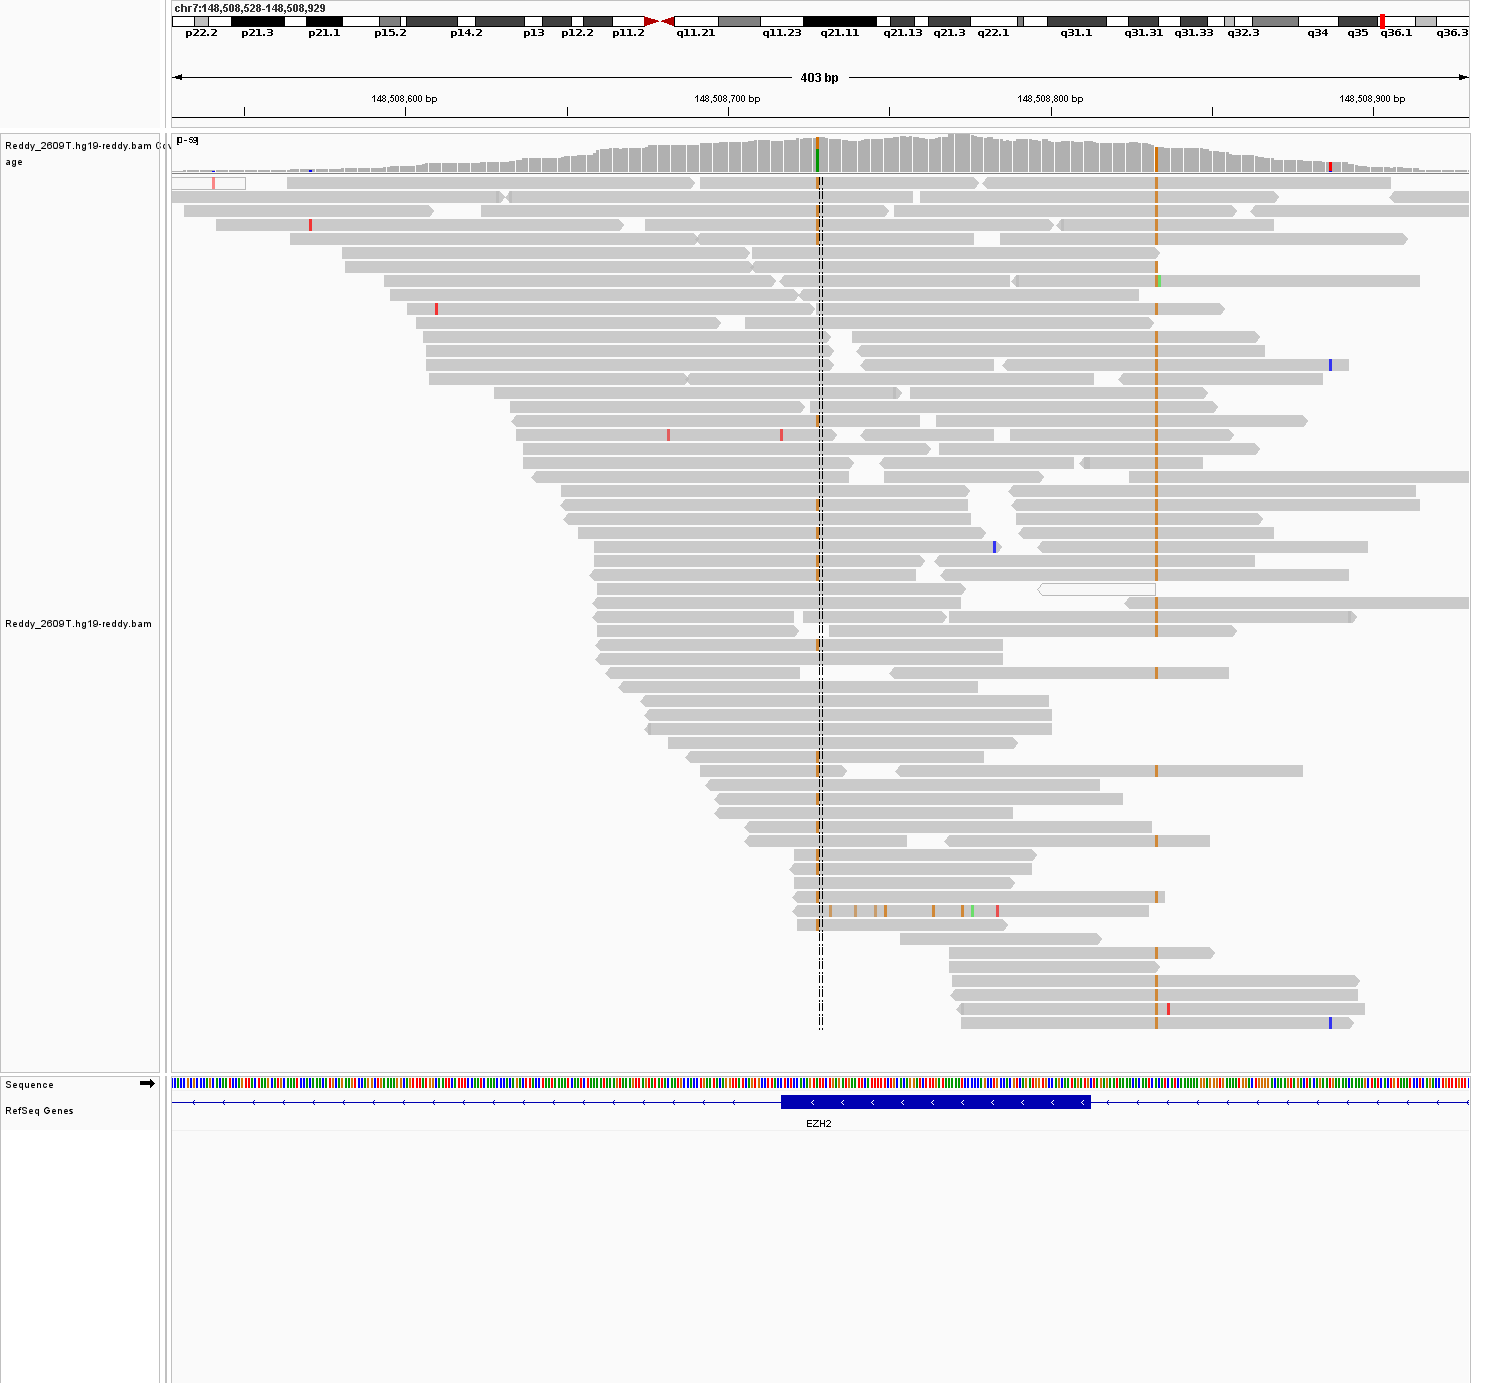 chr7:148,508,528-148,508,929
p22.2 p21.3 p21.1 p15.2 p14.2 p13 p12.2 p11.2 q11.21 q11.23 q21.11 q21.13 q21.3 q22.1 q31.1 q31.31 q31.33 q32.3 q34 q35 q36.1 q36.3
403 bp
148,508,600 bp 148,508,700 bp 148,508,800 bp 148,508,900 bp
Reddy_2609T.hg19-reddy.bam Cov
age
Reddy_2609T.hg19-reddy.bam
Sequence
RefSeq Genes
EZH2